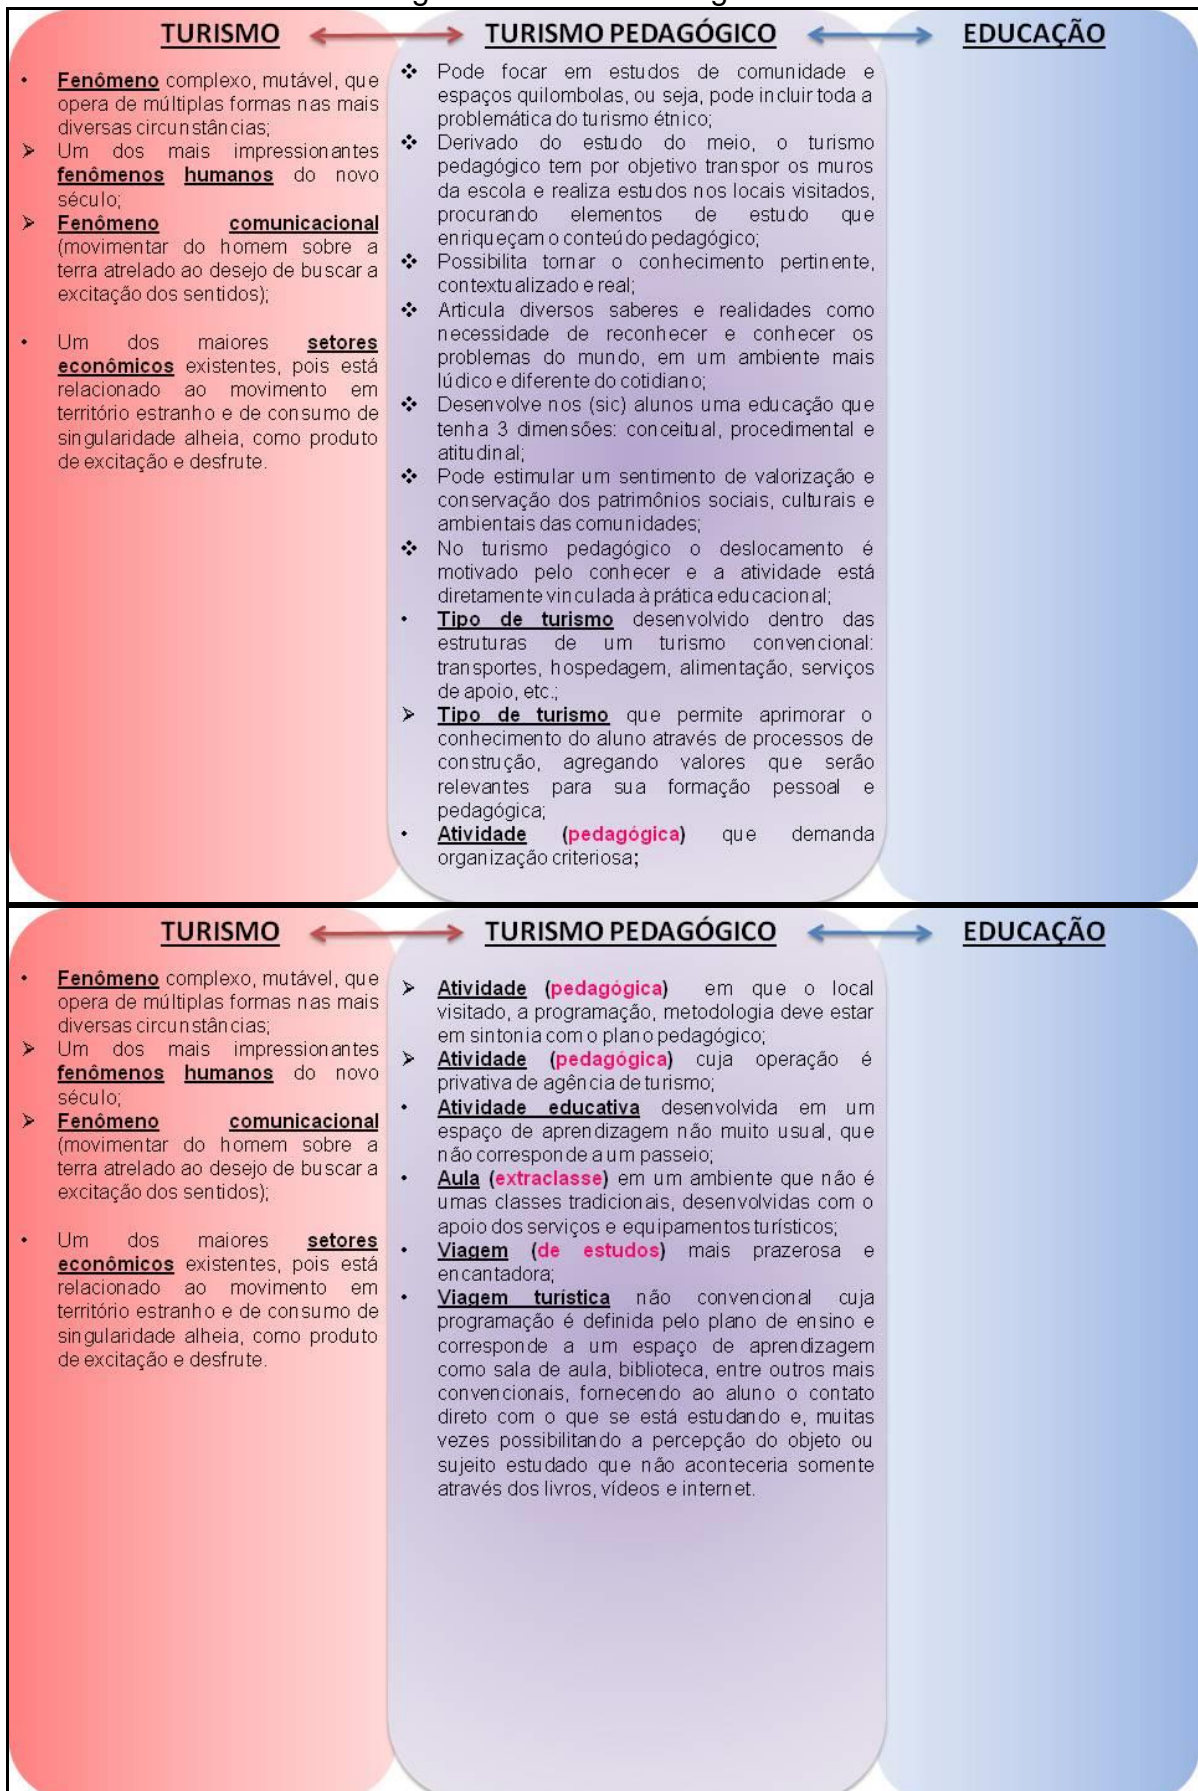 TURISMO TURISMO PEDAGÓGICO EDUCAÇÃO
• Fenômeno complexo, mutável, que
opera de múltiplas formas nas mais
diversas circunstâncias;
➢ Um dos mais impressionantes
fenômenos humanos do novo
século;
➢ Fenômeno comunicacional
(movimentar do homem sobre a
terra atrelado ao desejo de buscar a
excitação dos sentidos);
• Um dos maiores setores
econômicos existentes, pois está
relacionado ao movimento em
território estranho e de consumo de
singularidade alheia, como produto
de excitação e desfrute.
❖ Pode focar em estudos de comunidade e
espaços quilombolas, ou seja, pode incluir toda a
problemática do turismo étnico;
❖ Derivado do estudo do meio, o turismo
pedagógico tem por objetivo transpor os muros
da escola e realiza estudos nos locais visitados,
procurando elementos de estudo que
enriqueçam o conteúdo pedagógico;
❖ Possibilita tornar o conhecimento pertinente,
contextualizado e real;
❖ Articula diversos saberes e realidades como
necessidade de reconhecer e conhecer os
problemas do mundo, em um ambiente mais
lúdico e diferente do cotidiano;
❖ Desenvolve nos (sic) alunos uma educação que
tenha 3 dimensões: conceitual, procedimental e
atitudinal;
❖ Pode estimular um sentimento de valorização e
conservação dos patrimônios sociais, culturais e
ambientais das comunidades;
❖ No turismo pedagógico o deslocamento é
motivado pelo conhecer e a atividade está
diretamente vinculada à prática educacional;
• Tipo de turismo desenvolvido dentro das
estruturas de um turismo convencional:
transportes, hospedagem, alimentação, serviços
de apoio, etc.;
➢ Tipo de turismo que permite aprimorar o
conhecimento do aluno através de processos de
construção, agregando valores que serão
relevantes para sua formação pessoal e
pedagógica;
• Atividade (pedagógica) que demanda
organização criteriosa;
TURISMO TURISMO PEDAGÓGICO EDUCAÇÃO
• Fenômeno complexo, mutável, que
opera de múltiplas formas nas mais
diversas circunstâncias;
➢ Um dos mais impressionantes
fenômenos humanos do novo
século;
➢ Fenômeno comunicacional
(movimentar do homem sobre a
terra atrelado ao desejo de buscar a
excitação dos sentidos);
• Um dos maiores setores
econômicos existentes, pois está
relacionado ao movimento em
território estranho e de consumo de
singularidade alheia, como produto
de excitação e desfrute.
➢ Atividade (pedagógica) em que o local
visitado, a programação, metodologia deve estar
em sintonia com o plano pedagógico;
➢ Atividade (pedagógica) cuja operação é
privativa de agência de turismo;
• Atividade educativa desenvolvida em um
espaço de aprendizagem não muito usual, que
não corresponde a um passeio;
• Aula (extraclasse) em um ambiente que não é
umas classes tradicionais, desenvolvidas com o
apoio dos serviços e equipamentos turísticos;
• Viagem (de estudos) mais prazerosa e
encantadora;
• Viagem turística não convencional cuja
programação é definida pelo plano de ensino e
corresponde a um espaço de aprendizagem
como sala de aula, biblioteca, entre outros mais
convencionais, fornecendo ao aluno o contato
direto com o que se está estudando e, muitas
vezes possibilitando a percepção do objeto ou
sujeito estudado que não aconteceria somente
através dos livros, vídeos e internet.